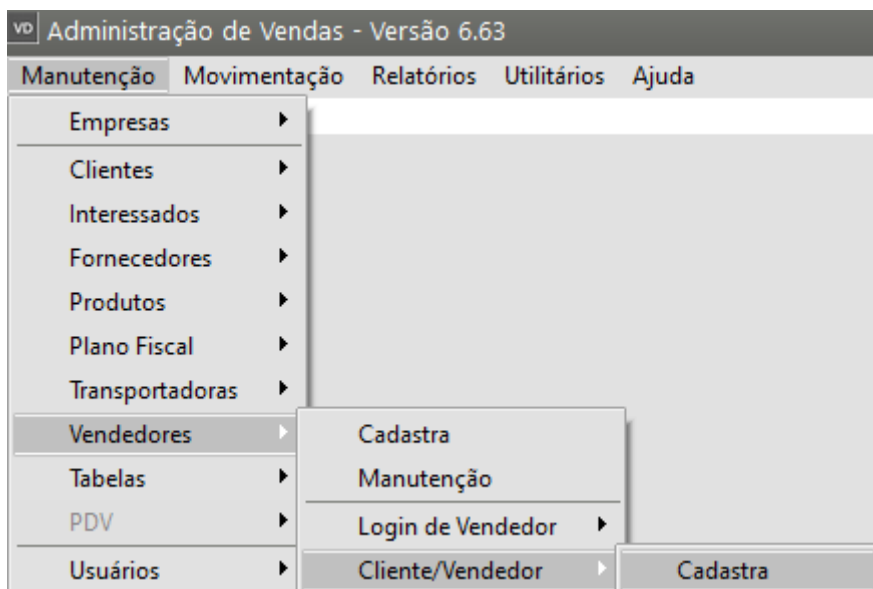 VD Administração de Vendas - Versão 6.63
Manutenção Movimentação Relatórios Utilitários Ajuda
Empresas
Clientes
Interessados
Fornecedores
Produtos
Plano Fiscal
Transportadoras
Vendedores
Cadastra
Tabelas
Manutenção
PDV
Login de Vendedor
Usuários
Cliente/Vendedor
Cadastra